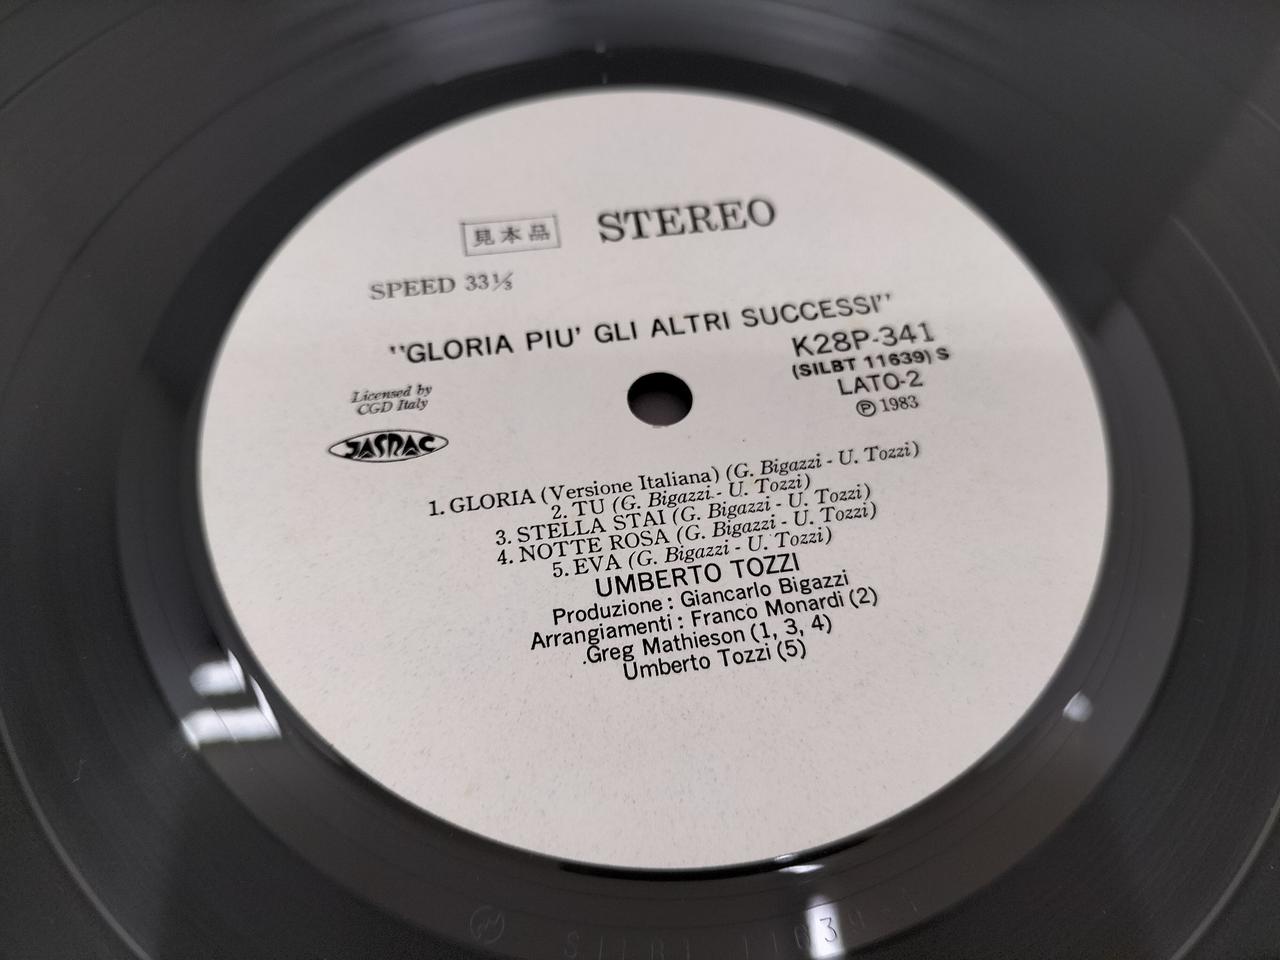 見本品 STEREO
SPEED 33⅓
"GLORIA PIU' GLI ALTRI SUCCESSI"
K28P-341
(SILBT 11639) S
LATO-2
Ⓟ 1983
Licensed by
CGD Italy
JASRAC
1. GLORIA (Versione Italiana) (G. Bigazzi - U. Tozzi)
2. TU (G. Bigazzi - U. Tozzi)
3. STELLA STAI (G. Bigazzi - U. Tozzi)
4. NOTTE ROSA (G. Bigazzi - U. Tozzi)
5. EVA (G. Bigazzi - U. Tozzi)
UMBERTO TOZZI
Produzione : Giancarlo Bigazzi
Arrangiamenti : Franco Monardi (2)
.Greg Mathieson (1, 3, 4)
Umberto Tozzi (5)